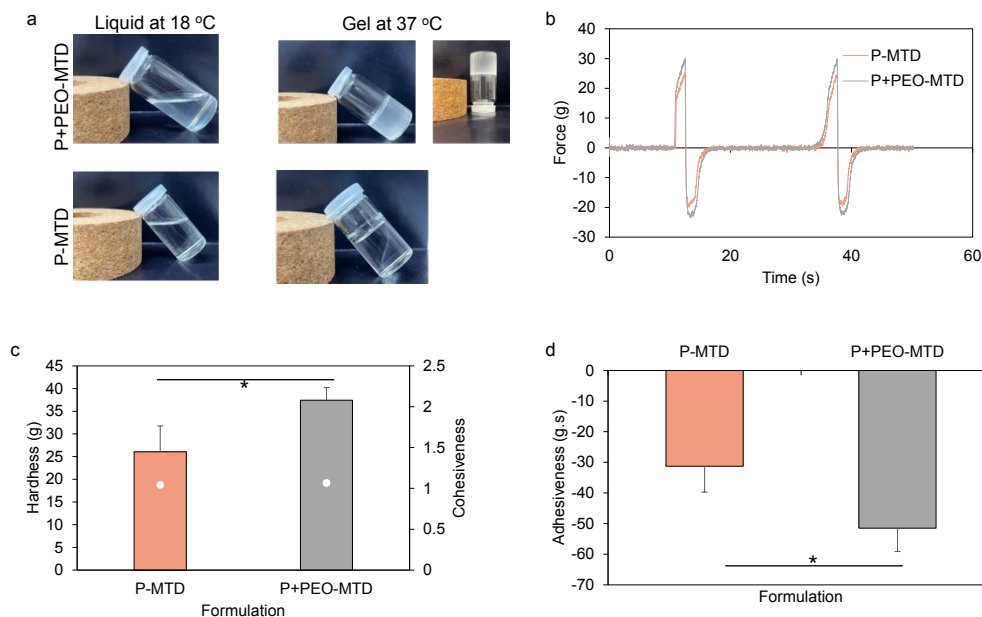 a
Liquid at 18 °C
Gel at 37 °C
P+PEO-MTD
P-MTD
b
Force (g)
40
30
20
10
0
-10
-20
-30
0
20
40
60
Time (s)
P-MTD
P+PEO-MTD
c
Hardness (g)
45
40
35
30
25
20
15
10
5
0
*
2.5
2
1.5
1
0.5
0
Cohesiveness
P-MTD
P+PEO-MTD
Formulation
d
P-MTD
P+PEO-MTD
Adhesiveness (g.s)
0
-10
-20
-30
-40
-50
-60
-70
*
Formulation